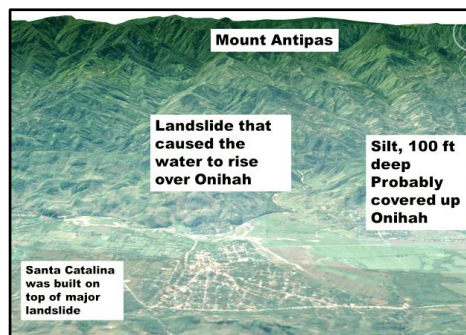 Mount Antipas
Landslide that
caused the
water to rise
over Onihah
Silt, 100 ft
deep
Probably
covered up
Onihah
Santa Catalina
was built on
top of major
landslide